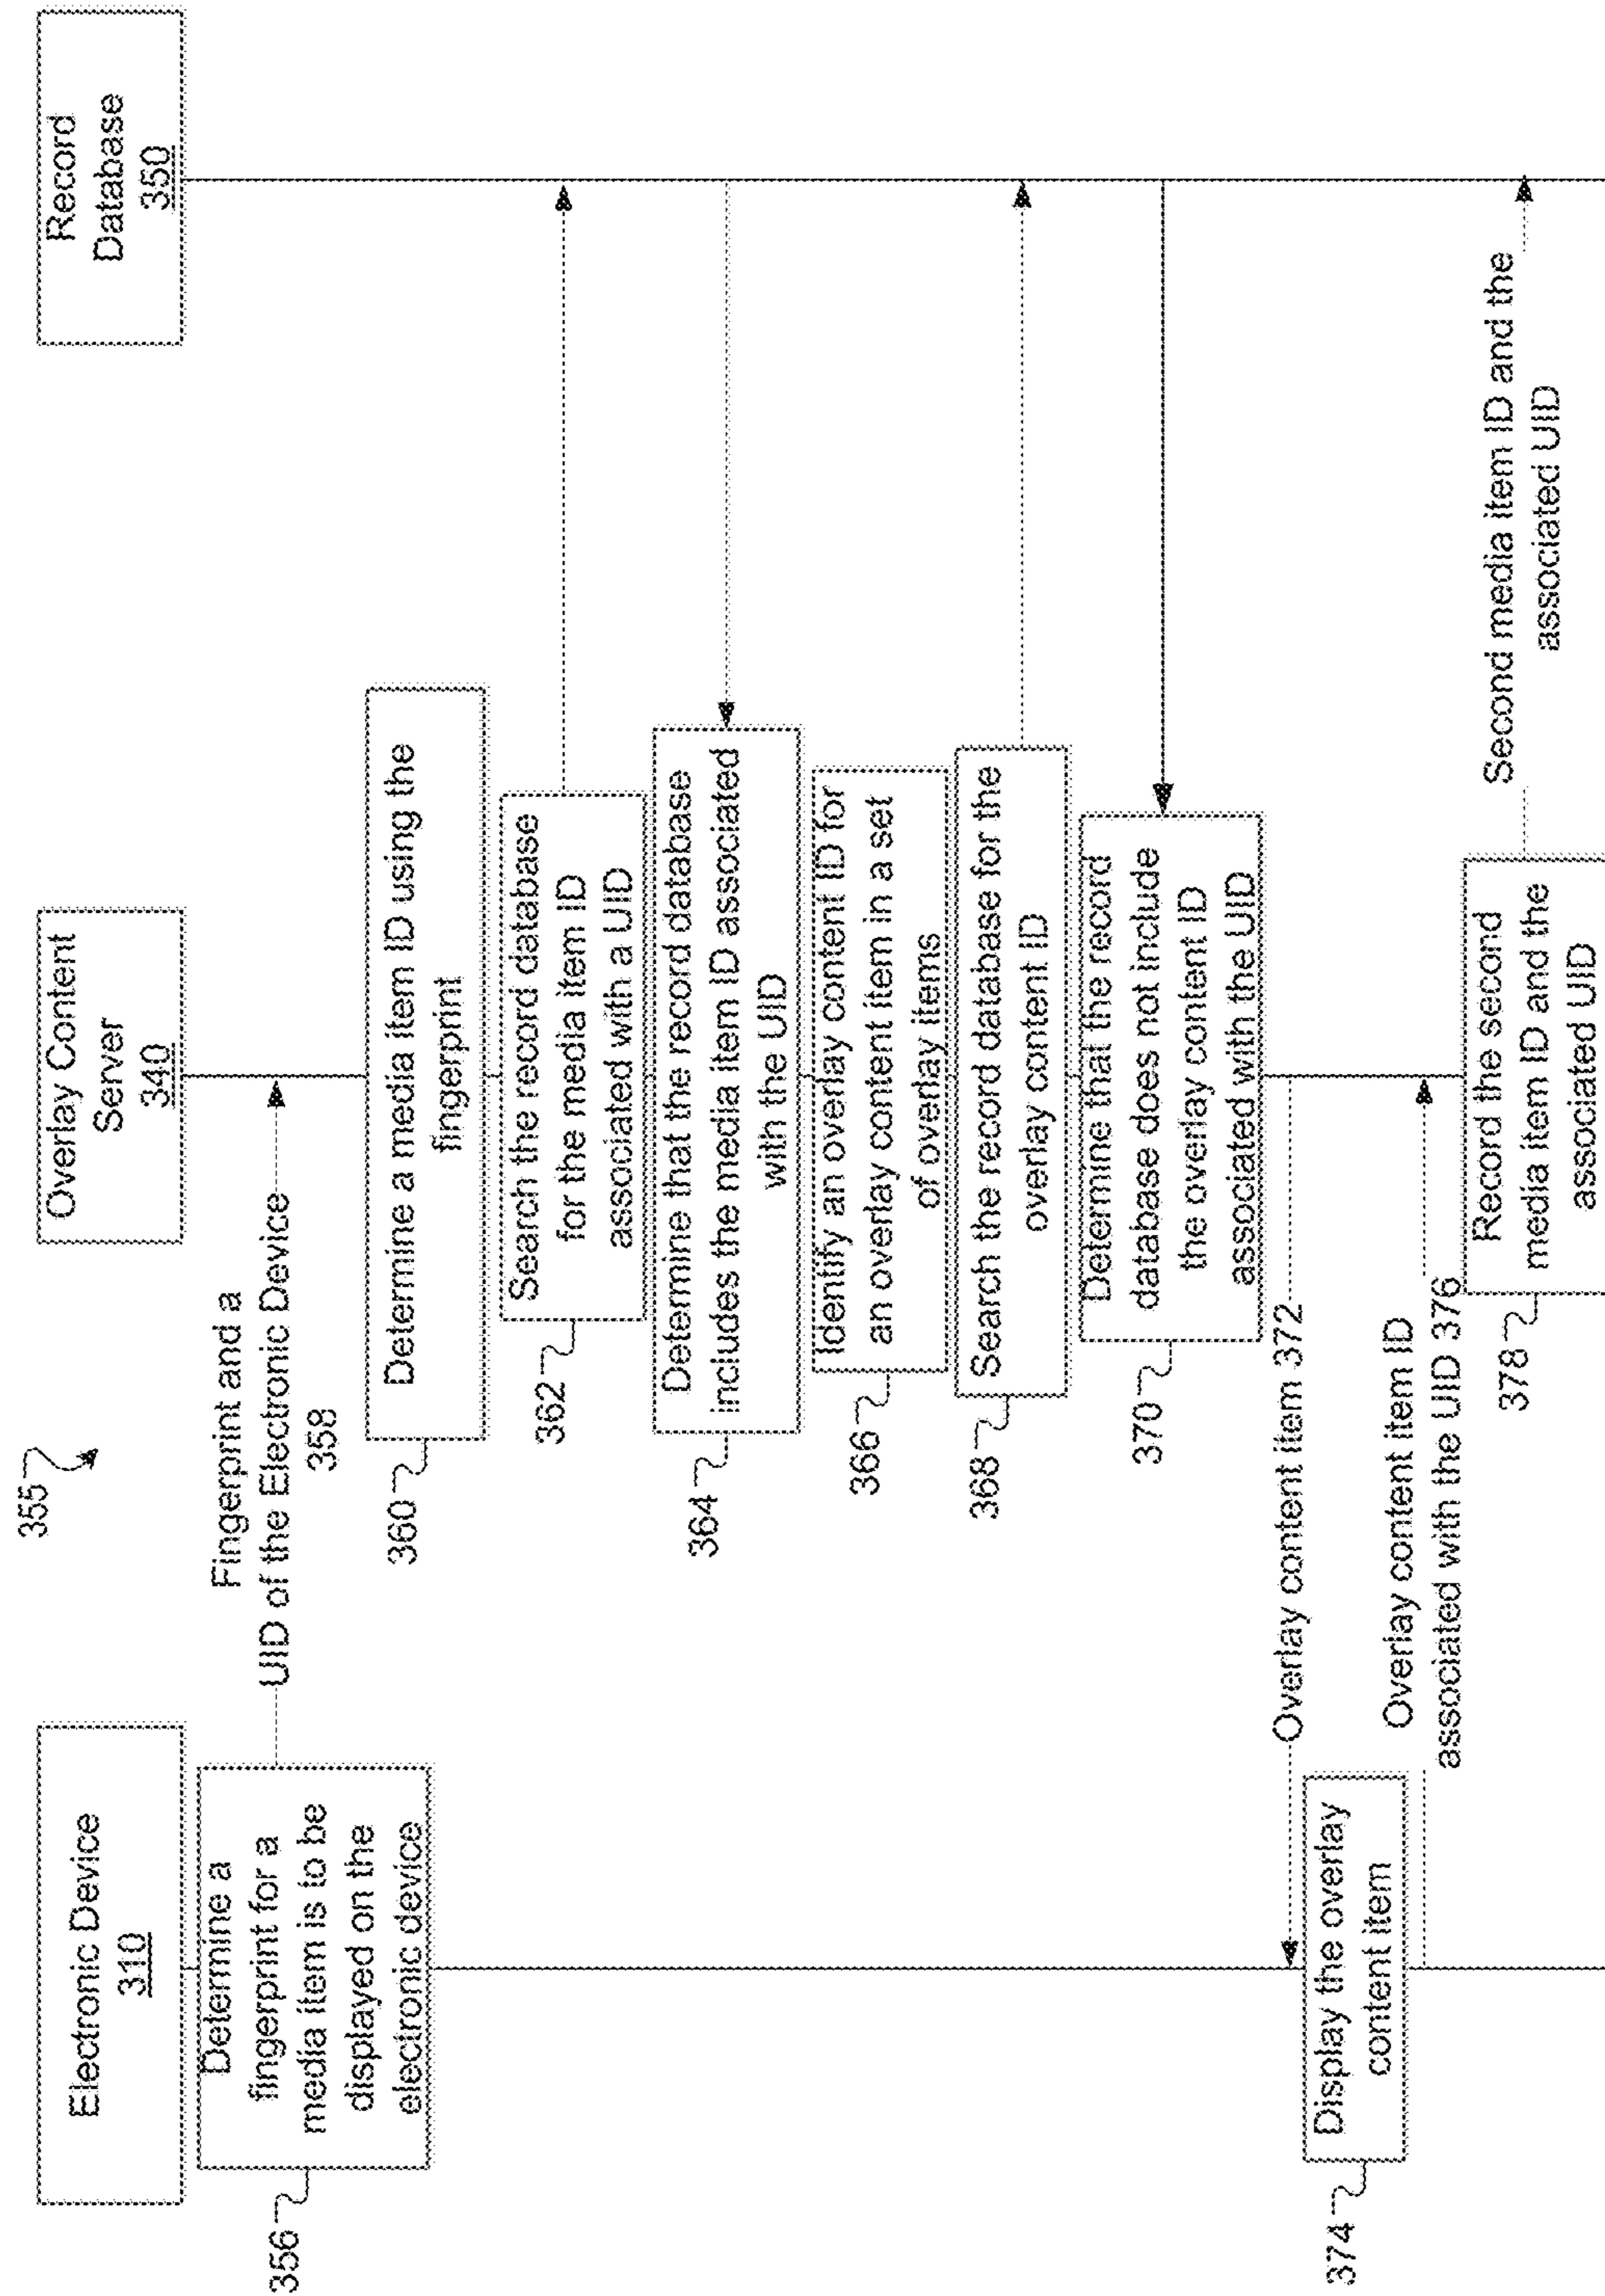 355
Electronic Device
310
Overlay Content
Server
340
Record
Database
350
356
Determine a
fingerprint for a
media item is to be
displayed on the
electronic device
Fingerprint and a
UID of the Electronic Device
358
360
Determine a media item ID using the
fingerprint
362
Search the record database
for the media item ID
associated with a UID
364
Determine that the record database
includes the media item ID associated
with the UID
366
Identify an overlay content ID for
an overlay content item in a set
of overlay items
368
Search the record database for the
overlay content ID
370
Determine that the record
database does not include
the overlay content ID
associated with the UID
Overlay content item 372
374
Display the overlay
content item
Overlay content item ID
associated with the UID 376
378
Record the second
media item ID and the
associated UID
Second media item ID and the
associated UID